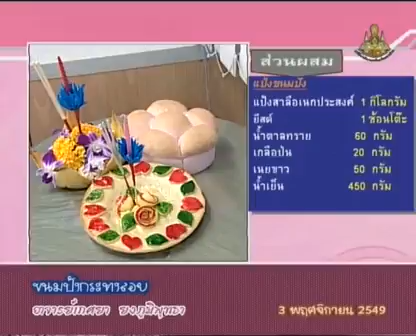 ส่วนผสม
แป้งขนมปัง
แป้งสาลีอเนกประสงค์ 1 กิโลกรัม
ยีสต์ 1 ช้อนโต๊ะ
น้ำตาลทราย 60 กรัม
เกลือป่น 20 กรัม
เนยขาว 50 กรัม
น้ำเย็น 450 กรัม
ขนมปังกระทงรอย
3 พฤศจิกายน 2549